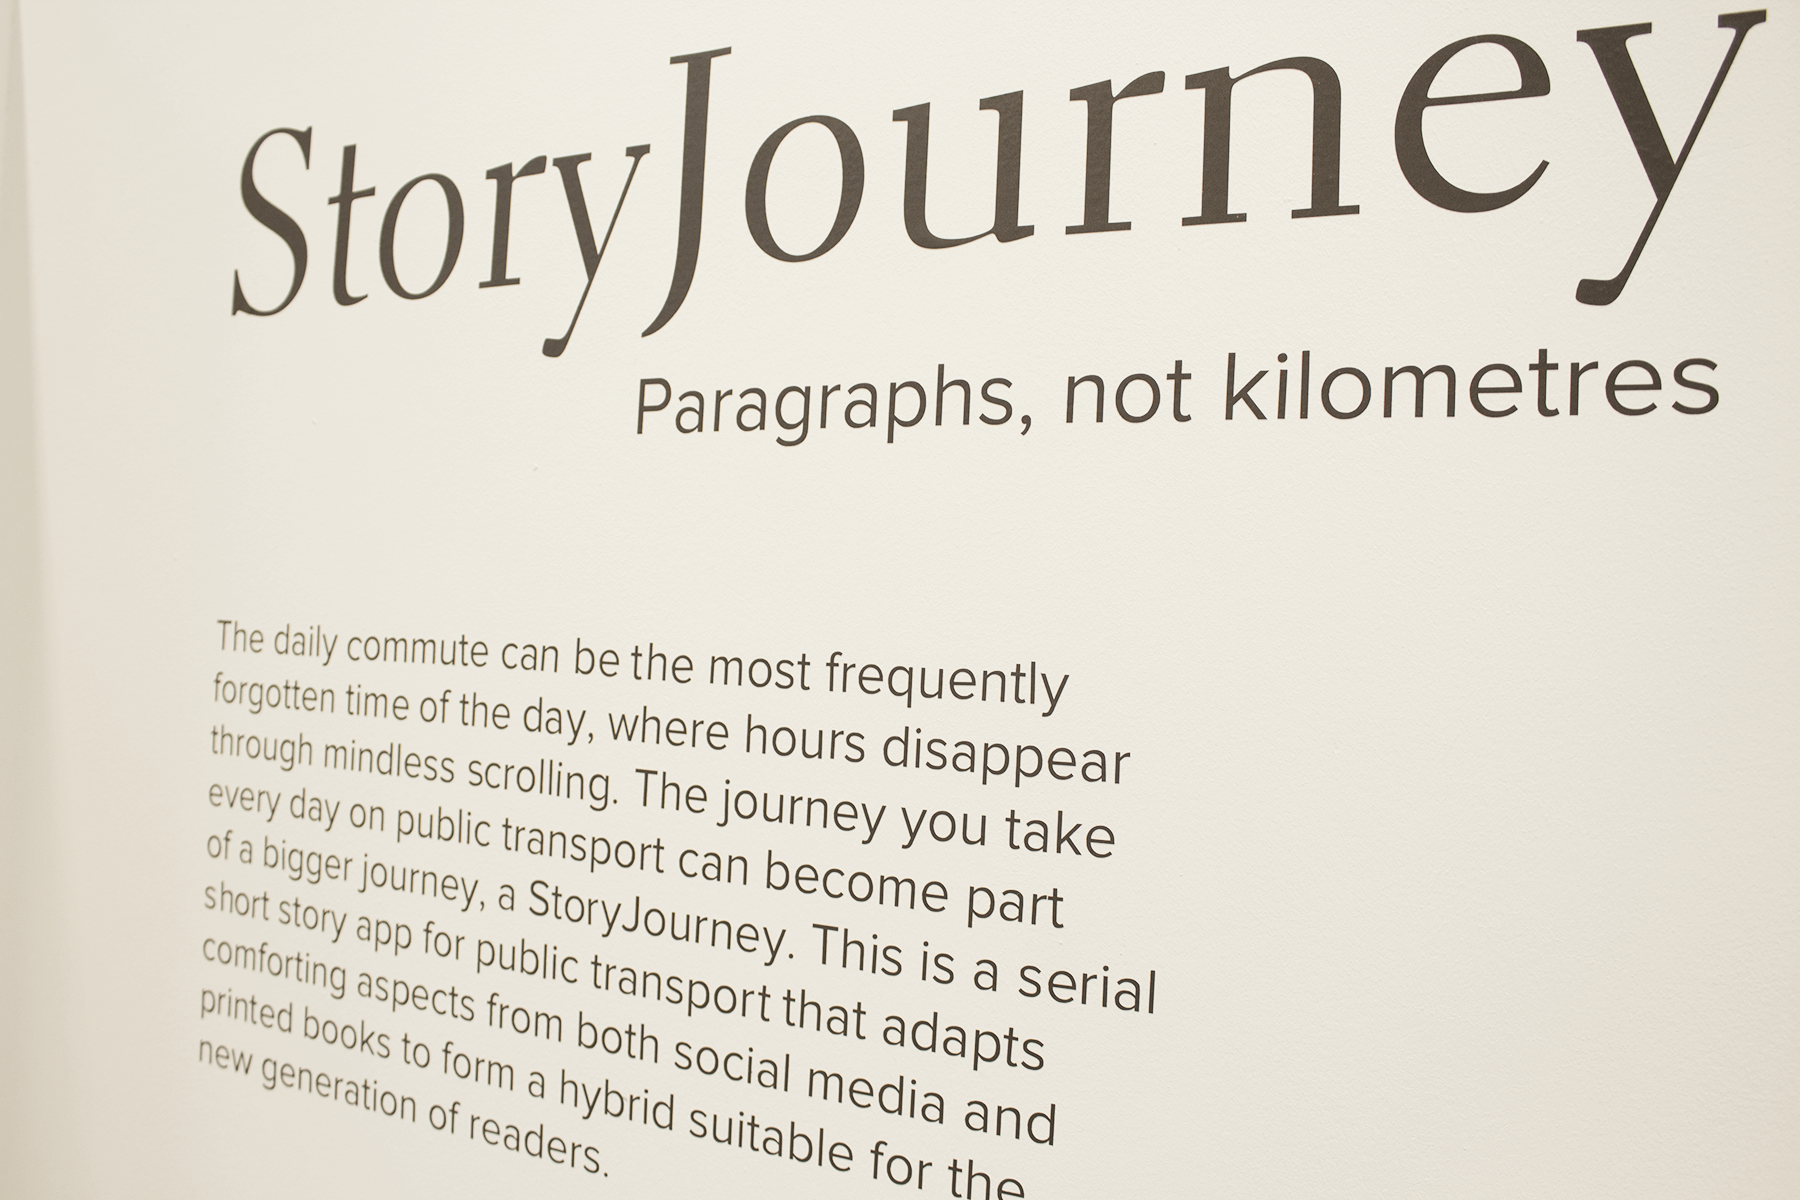 StoryJourney
Paragraphs, not kilometres
The daily commute can be the most frequently
forgotten time of the day, where hours disappear
through mindless scrolling. The journey you take
every day on public transport can become part
of a bigger journey, a StoryJourney. This is a serial
short story app for public transport that adapts
comforting aspects from both social media and
printed books to form a hybrid suitable for the
new generation of readers.